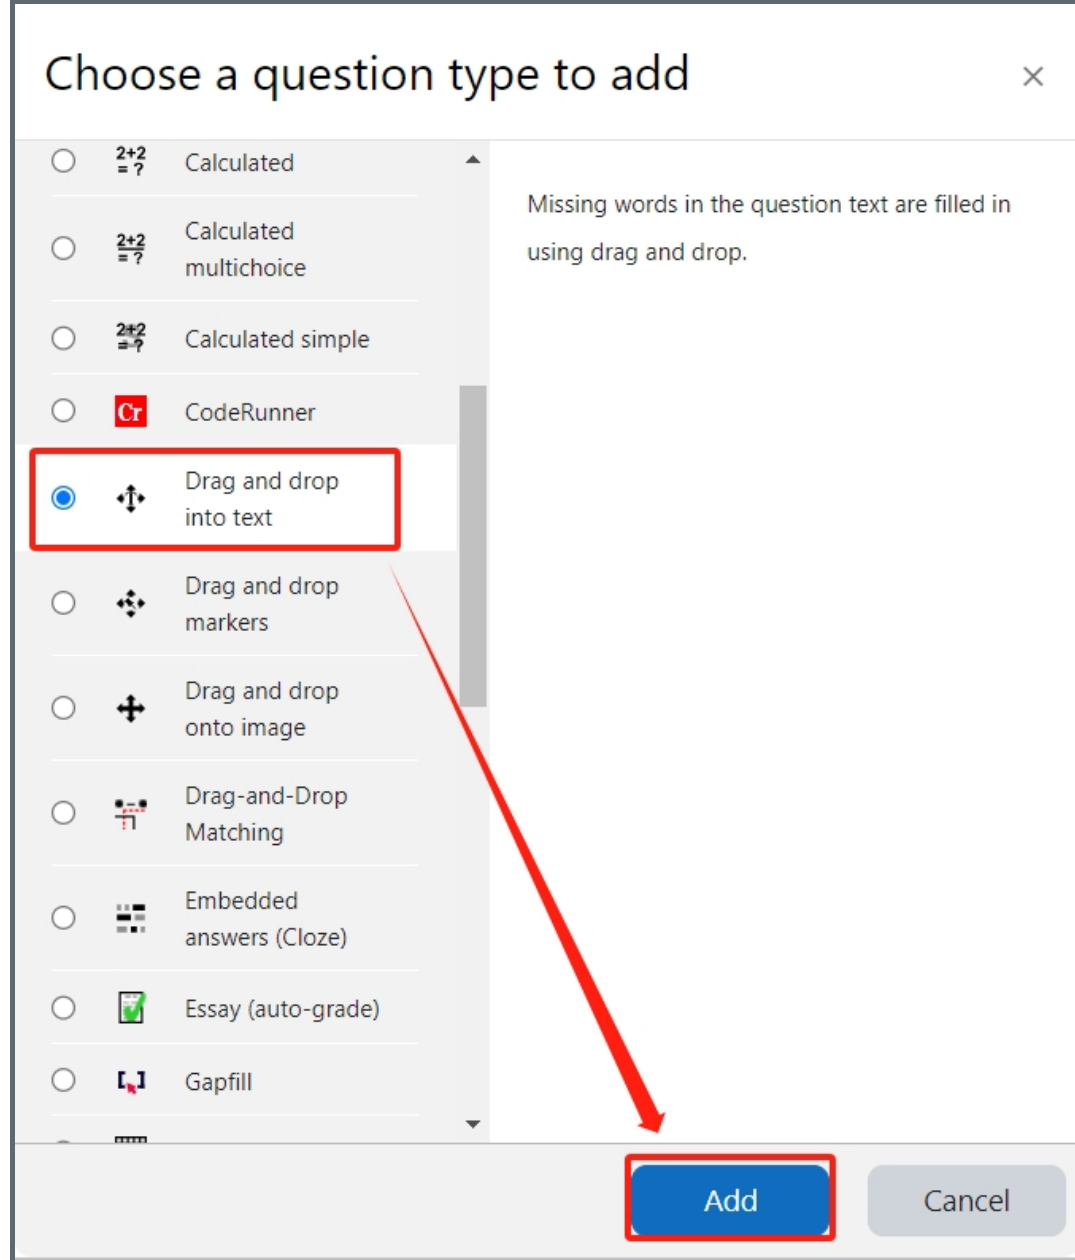 Choose a question type to add
×
2+2
= ?
Calculated
Missing words in the question text are filled in
using drag and drop.
2+2
= ?
Calculated
multichoice
2+2
= ?
Calculated simple
Cr
CodeRunner
Drag and drop
into text
Drag and drop
markers
Drag and drop
onto image
Drag-and-Drop
Matching
Embedded
answers (Cloze)
Essay (auto-grade)
Gapfill
Add
Cancel